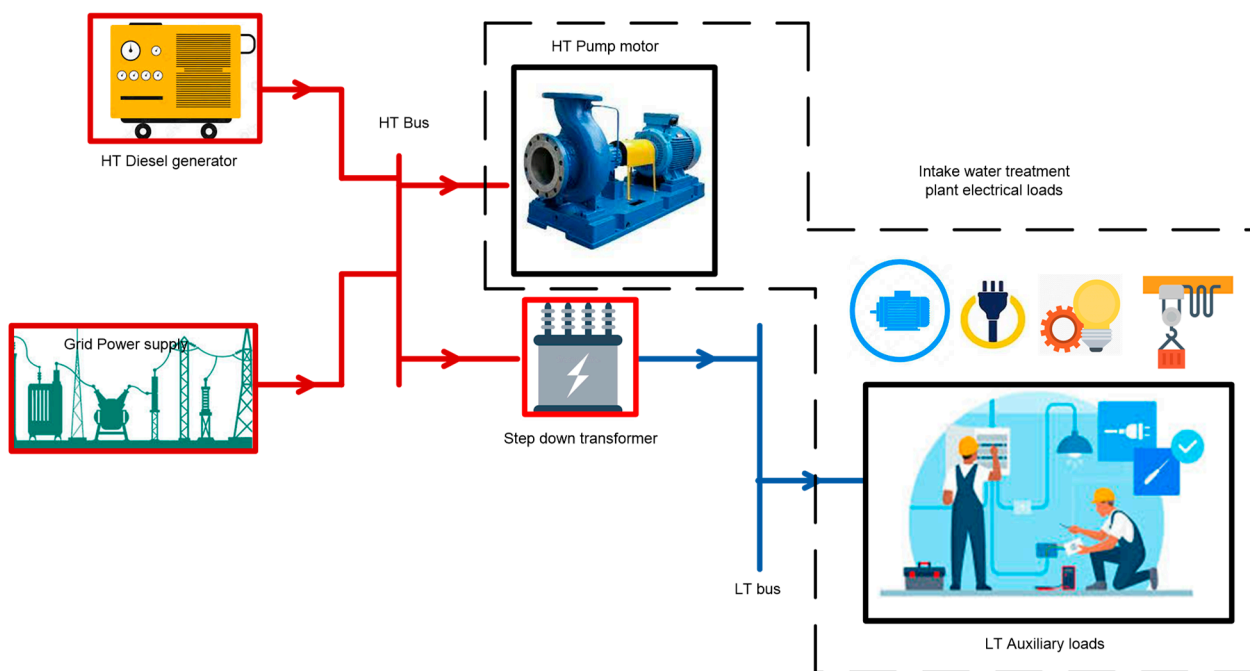 HT Pump motor
HT Bus
HT Diesel generator
Intake water treatment
plant electrical loads
Grid Power supply
Step down transformer
LT bus
LT Auxiliary loads